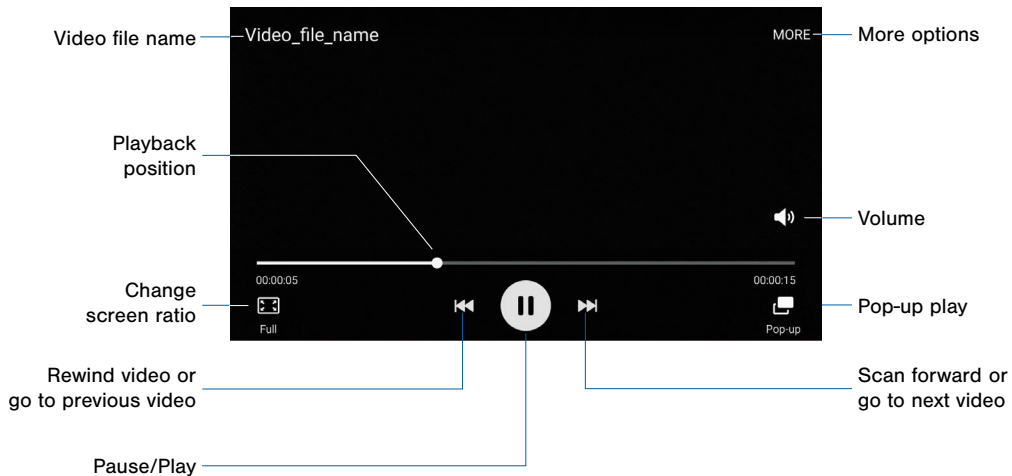 Video file name
Video_file_name
MORE
More options
Playback
position
Volume
00:00:05
00:00:15
Change
screen ratio
Full
Pop-up
Pop-up play
Rewind video or
go to previous video
Scan forward or
go to next video
Pause/Play